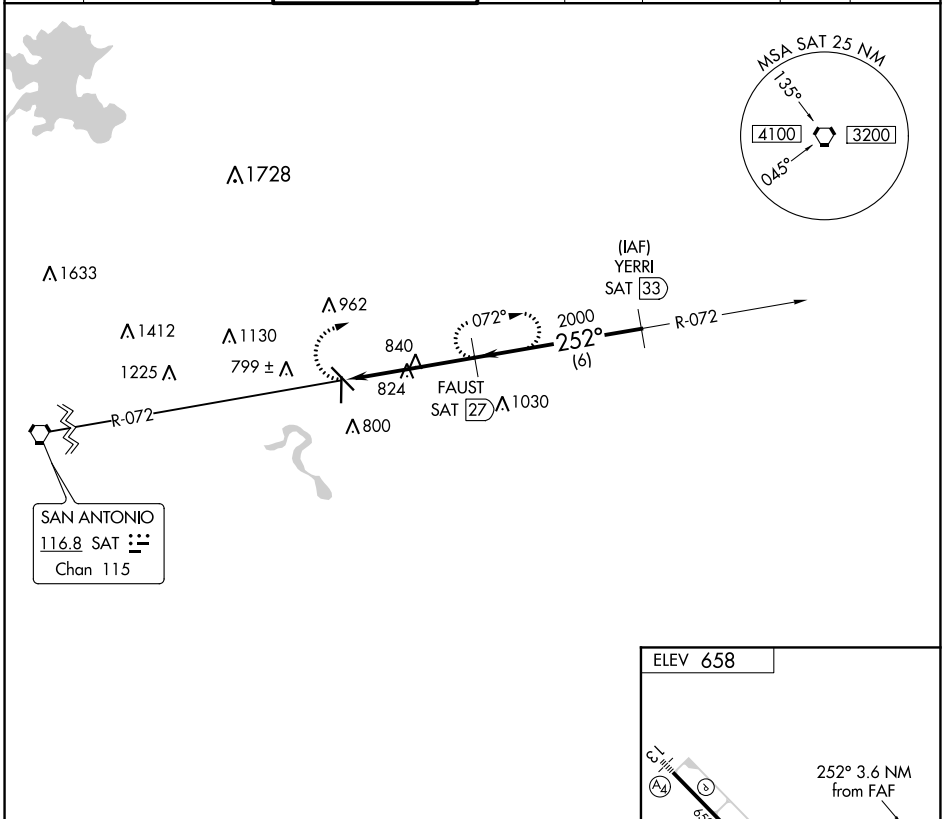 MSA SAT 25 NM
135°
4100
3200
045°
1728
1633
(IAF)
YERRI
SAT 33
962
072°
2000
R-072
1412
1130
252°
(6)
840
1225
799 ±
824
FAUST
SAT 27
1030
R-072
800
SAN ANTONIO
116.8 SAT
Chan 115
ELEV 658
13
252° 3.6 NM
from FAF
A4
P